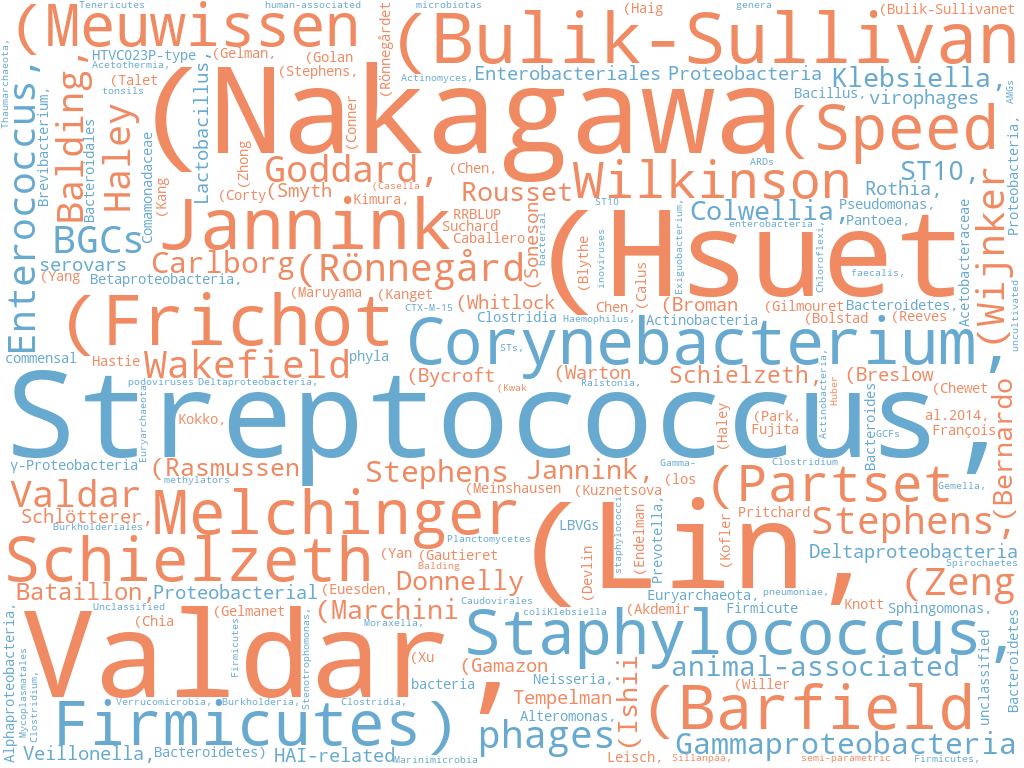 Tenericutes
human-associated
microbiotas
(Haig
genera
(Bulik-Sullivanet
Thaumarchaeota,
(Meuwissen
(Rönnegårdet
(Bulik-Sullivan
HTVC023P-type
(Gelman,
(Golan
Acetothermia,
(Stephens,
(Talet
tonsils
Enterococcus,
Brevibacterium,
Balding,
Bacteroidales
Haley
Comamonadaceae
(Kang
Lactobacillus,
(Nakagawa
(Conner
(Zhong
Actinomyces,
Enterobacteriales
Proteobacteria
Klebsiella,
Bacillus,
virophages
AMGs
(Speed
Proteobacteria,
Goddard,
(Chen,
ARDs
ST10,
(Corty
(Smyth
(Casella
Kimura,
Rousset
Wilkinson
Rothia,
Jannink
RRBLUP
Suchard
Caballero
(Soneson
bacterial
ST10
inoviruses
(Blythe
(Hsuet
Exiguobacterium,
Colwellia,
enterobacteria
Pseudomonas,
Pantoea,
Chloroflexi,
faecalis,
Acetobacteraceae
(Wijnker
uncultivated
BGCs
serovars
(Yang
Betaproteobacteria,
Carlborg
(Rönnegård
(Calus
(Maruyama
(Kanget
(Whitlock
Chen,
(Broman
(Gilmouret
Bacteroidetes,
CTX-M-15
Clostridia
Haemophilus,
Actinobacteria,
(Bolstad
(Reeves
(Frichot
Corynebacterium,
STs,
commensal
Hastie
Wakefield
phyla
(Bycroft
(Warton
Schielzeth,
(Breslow
podoviruses
Deltaproteobacteria,
(Kwak
Ralstonia,
Actinobacteria,
Huber
(Chewet
Streptococcus,
Euryarchaeota
Kokko,
(Haley
(Park,
Fujita
Bacteroides
GCFs
al.2014,
François
(Bernardo
γ-Proteobacteria
(Rasmussen
methylators
Stephens
Jannink,
Gamma-
(los
Clostridium
(Partset
Gemella,
Valdar
(Meinshausen
(Kuznetsova
Schlötterer,
Burkholderiales
Melchinger
(Lin,
LBVGs
staphylococci
(Endelman
Prevotella,
(Kofler
Pritchard
Stephens,
Planctomycetes
(Devlin
Deltaproteobacteria
Schielzeth
(Yan
(Gautieret
Balding
Spirochaetes
Bataillon,
Proteobacterial
(Euesden,
Donnelly
Euryarchaeota,
pneumoniae,
(Zeng
Caudovirales
Alphaproteobacteria,
Unclassified
(Gelmanet
(Marchini
coliKlebsiella
(Akdemir
Firmicute
Knott
Sphingomonas,
Bacteroidetes
(Chia
Moraxella,
Valdar,
Firmicutes
Stenotrophomonas,
Staphylococcus,
unclassified
Mycoplasmatales
Clostridium,
(Xu
(Gamazon
(Ishii
animal-associated
bacteria
Neisseria,
(Willer
Verrucomicrobia,
Burkholderia,
Clostridia,
Tempelman
(Barfield
Firmicutes)
Alteromonas,
phages
Gammaproteobacteria
Veillonella,
Bacteroidetes)
HAI-related
Marinimicrobia
Leisch,
Sillanpaa,
semi-parametric
Firmicutes,